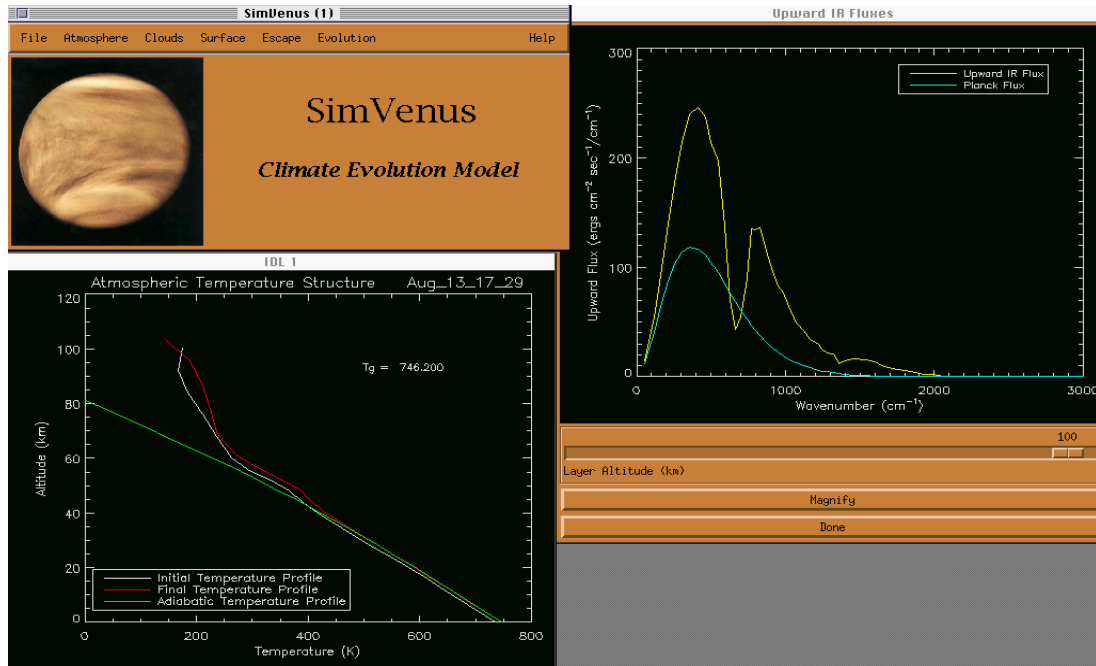 SimVenus (1)
File Atmosphere Clouds Surface Escape Evolution Help
SimVenus
Climate Evolution Model
IDL 1
Atmospheric Temperature Structure Aug_13_17_29
120
100
80
60
40
20
0
Altitude (km)
Tg = 746.200
Initial Temperature Profile
Final Temperature Profile
Adiabatic Temperature Profile
0 200 400 600 800
Temperature (K)
Upward IR Fluxes
300
200
100
0
Upward Flux (ergs cm⁻² sec⁻¹/cm⁻¹)
Upward IR Flux
Planck Flux
0 1000 2000 3000
Wavenumber (cm⁻¹)
100
Layer Altitude (km)
Magnify
Done